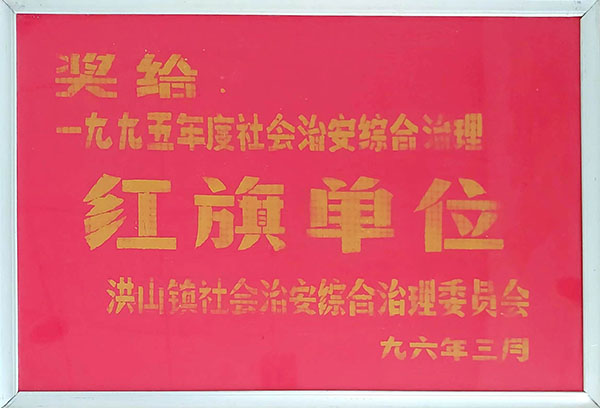 奖给
一九九五年度社会治安综合治理
红旗单位
洪山镇社会治安综合治理委员会
九六年三月